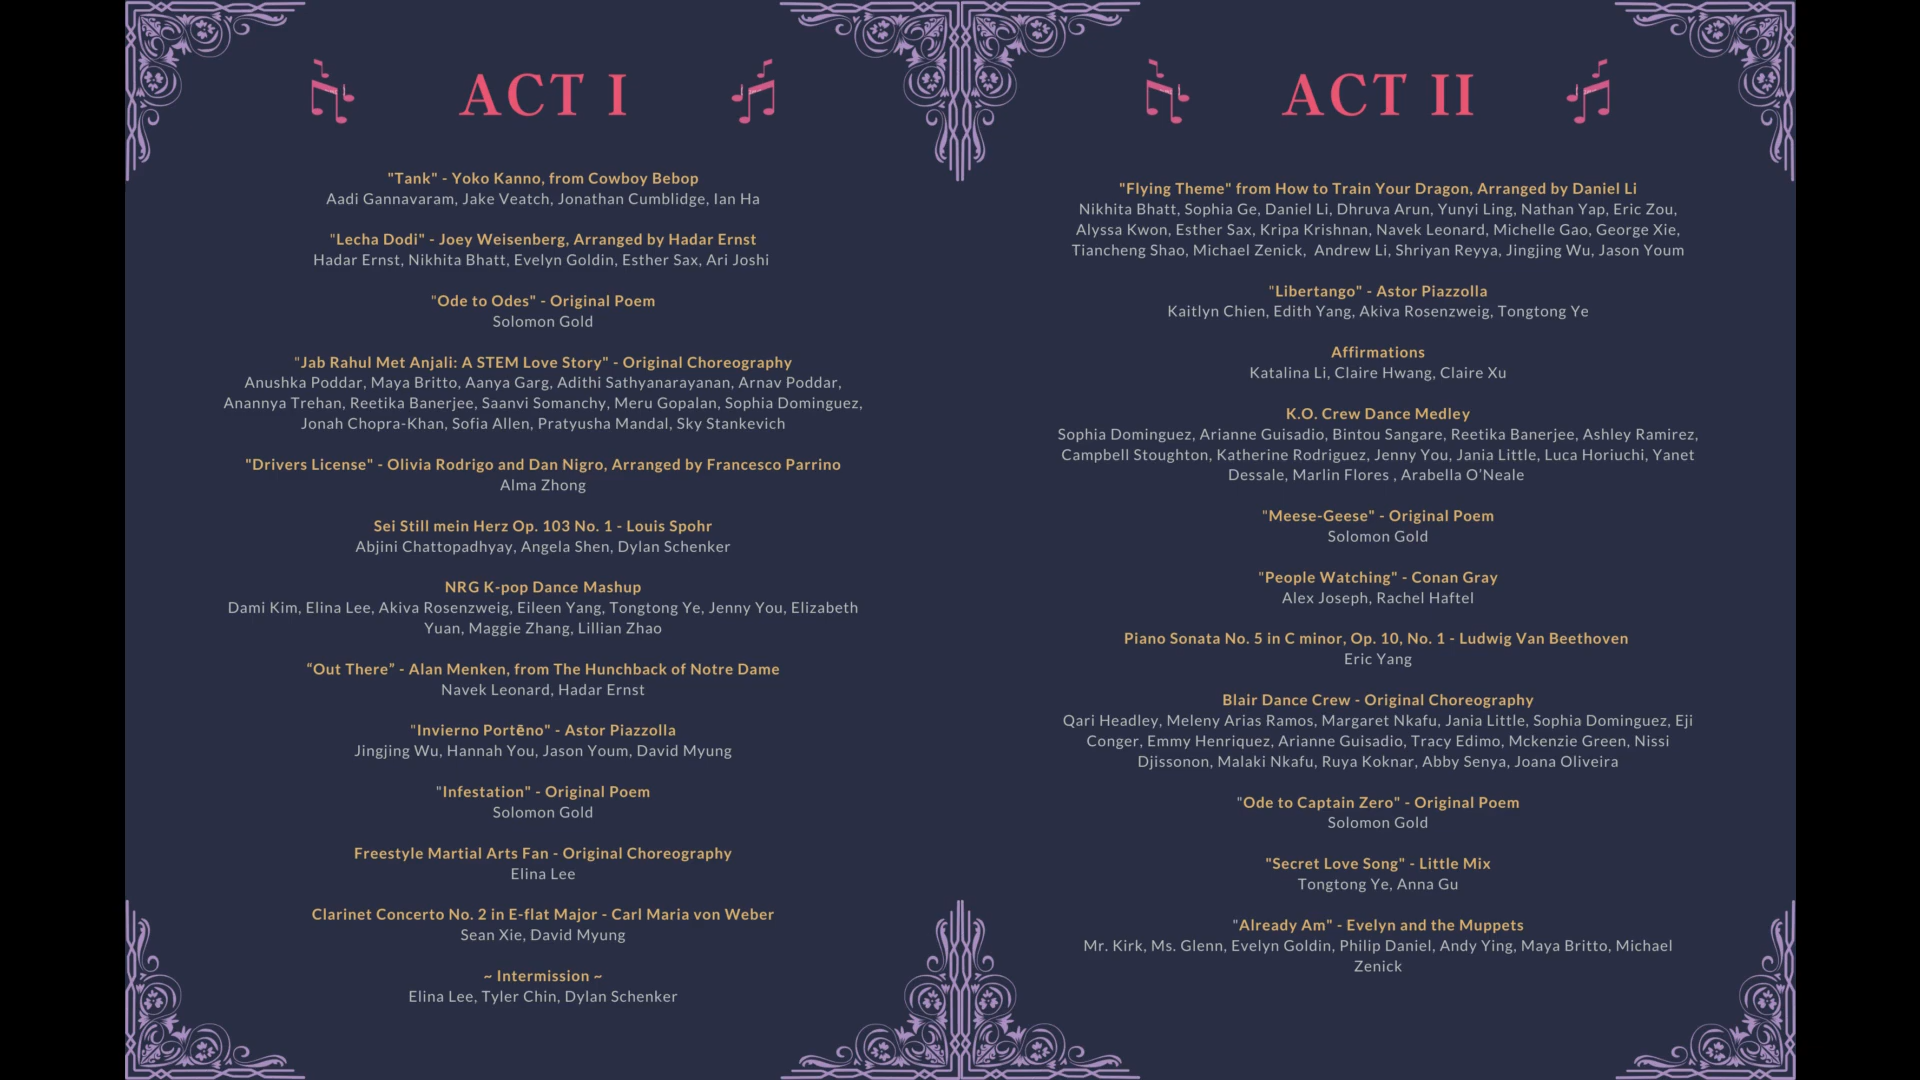 ACT I
"Tank" - Yoko Kanno, from Cowboy Bebop
Aadi Gannavaram, Jake Veatch, Jonathan Cumblidge, Ian Ha
"Lecha Dodi" - Joey Weisenberg, Arranged by Hadar Ernst
Hadar Ernst, Nikhita Bhatt, Evelyn Goldin, Esther Sax, Ari Joshi
"Ode to Odes" - Original Poem
Solomon Gold
"Jab Rahul Met Anjali: A STEM Love Story" - Original Choreography
Anushka Poddar, Maya Britto, Aanya Garg, Adithi Sathyanarayanan, Arnav Poddar,
Anannya Trehan, Reetika Banerjee, Saanvi Somanchy, Meru Gopalan, Sophia Dominguez,
Jonah Chopra-Khan, Sofia Allen, Pratyusha Mandal, Sky Stankevich
"Drivers License" - Olivia Rodrigo and Dan Nigro, Arranged by Francesco Parrino
Alma Zhong
Sei Still mein Herz Op. 103 No. 1 - Louis Spohr
Abjini Chattopadhyay, Angela Shen, Dylan Schenker
NRG K-pop Dance Mashup
Dami Kim, Elina Lee, Akiva Rosenzweig, Eileen Yang, Tongtong Ye, Jenny You, Elizabeth
Yuan, Maggie Zhang, Lillian Zhao
“Out There” - Alan Menken, from The Hunchback of Notre Dame
Navek Leonard, Hadar Ernst
"Invierno Portēno" - Astor Piazzolla
Jingjing Wu, Hannah You, Jason Youm, David Myung
"Infestation" - Original Poem
Solomon Gold
Freestyle Martial Arts Fan - Original Choreography
Elina Lee
Clarinet Concerto No. 2 in E-flat Major - Carl Maria von Weber
Sean Xie, David Myung
~ Intermission ~
Elina Lee, Tyler Chin, Dylan Schenker
ACT II
"Flying Theme" from How to Train Your Dragon, Arranged by Daniel Li
Nikhita Bhatt, Sophia Ge, Daniel Li, Dhruva Arun, Yunyi Ling, Nathan Yap, Eric Zou,
Alyssa Kwon, Esther Sax, Kripa Krishnan, Navek Leonard, Michelle Gao, George Xie,
Tiancheng Shao, Michael Zenick, Andrew Li, Shriyan Reyya, Jingjing Wu, Jason Youm
"Libertango" - Astor Piazzolla
Kaitlyn Chien, Edith Yang, Akiva Rosenzweig, Tongtong Ye
Affirmations
Katalina Li, Claire Hwang, Claire Xu
K.O. Crew Dance Medley
Sophia Dominguez, Arianne Guisadio, Bintou Sangare, Reetika Banerjee, Ashley Ramirez,
Campbell Stoughton, Katherine Rodriguez, Jenny You, Jania Little, Luca Horiuchi, Yanet
Dessale, Marlin Flores , Arabella O’Neale
"Meese-Geese" - Original Poem
Solomon Gold
"People Watching" - Conan Gray
Alex Joseph, Rachel Haftel
Piano Sonata No. 5 in C minor, Op. 10, No. 1 - Ludwig Van Beethoven
Eric Yang
Blair Dance Crew - Original Choreography
Qari Headley, Meleny Arias Ramos, Margaret Nkafu, Jania Little, Sophia Dominguez, Eji
Conger, Emmy Henriquez, Arianne Guisadio, Tracy Edimo, Mckenzie Green, Nissi
Djissonon, Malaki Nkafu, Ruya Koknar, Abby Senya, Joana Oliveira
"Ode to Captain Zero" - Original Poem
Solomon Gold
"Secret Love Song" - Little Mix
Tongtong Ye, Anna Gu
"Already Am" - Evelyn and the Muppets
Mr. Kirk, Ms. Glenn, Evelyn Goldin, Philip Daniel, Andy Ying, Maya Britto, Michael
Zenick